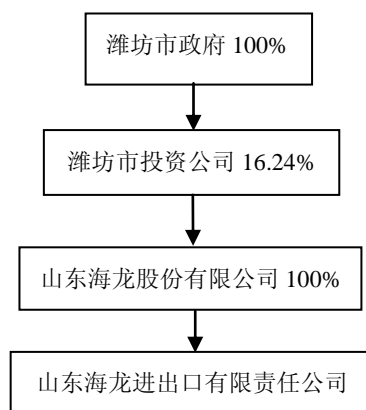 潍坊市政府 100%
潍坊市投资公司 16.24%
山东海龙股份有限公司 100%
山东海龙进出口有限责任公司